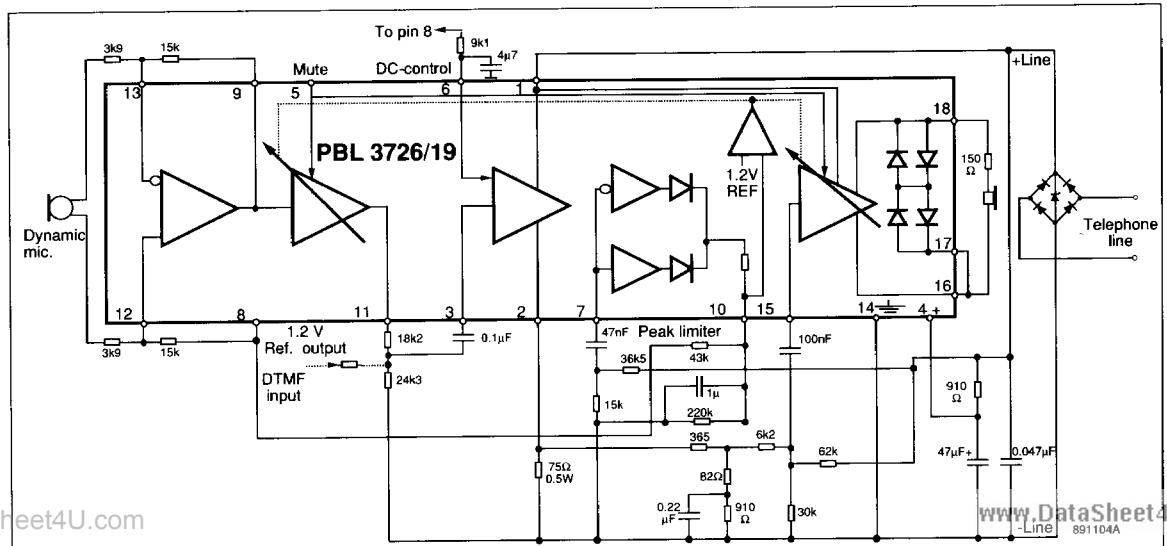 To pin 8
9k1
4µ7
3k9
15k
Mute
DC-control
+Line
13
9
5
6
1
18
PBL 3726/19
1.2V
REF
150
Ω
Dynamic
mic.
Telephone
line
17
16
12
8
11
3
2
7
10
15
14
4 +
3k9
15k
1.2 V
Ref. output
18k2
0.1µF
47nF
Peak limiter
43k
100nF
DTMF
input
24k3
36k5
15k
1µ
220k
910
Ω
365
6k2
62k
75Ω
0.5W
82Ω
47µF+
0.047µF
0.22
µF
910
Ω
30k
heet4U.com
www.DataSheet4
-Line
891104A